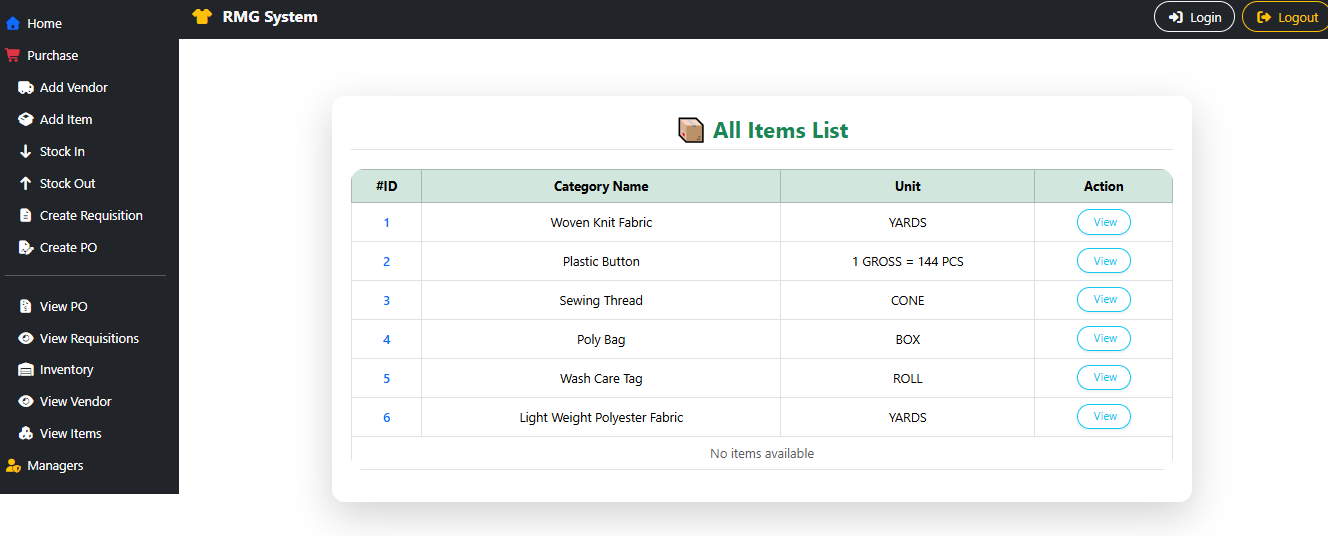 RMG System
Login
Logout
Home
Purchase
Add Vendor
Add Item
Stock In
Stock Out
Create Requisition
Create PO
View PO
View Requisitions
Inventory
View Vendor
View Items
Managers
All Items List
#ID Category Name Unit Action
1 Woven Knit Fabric YARDS View
2 Plastic Button 1 GROSS = 144 PCS View
3 Sewing Thread CONE View
4 Poly Bag BOX View
5 Wash Care Tag ROLL View
6 Light Weight Polyester Fabric YARDS View
No items available